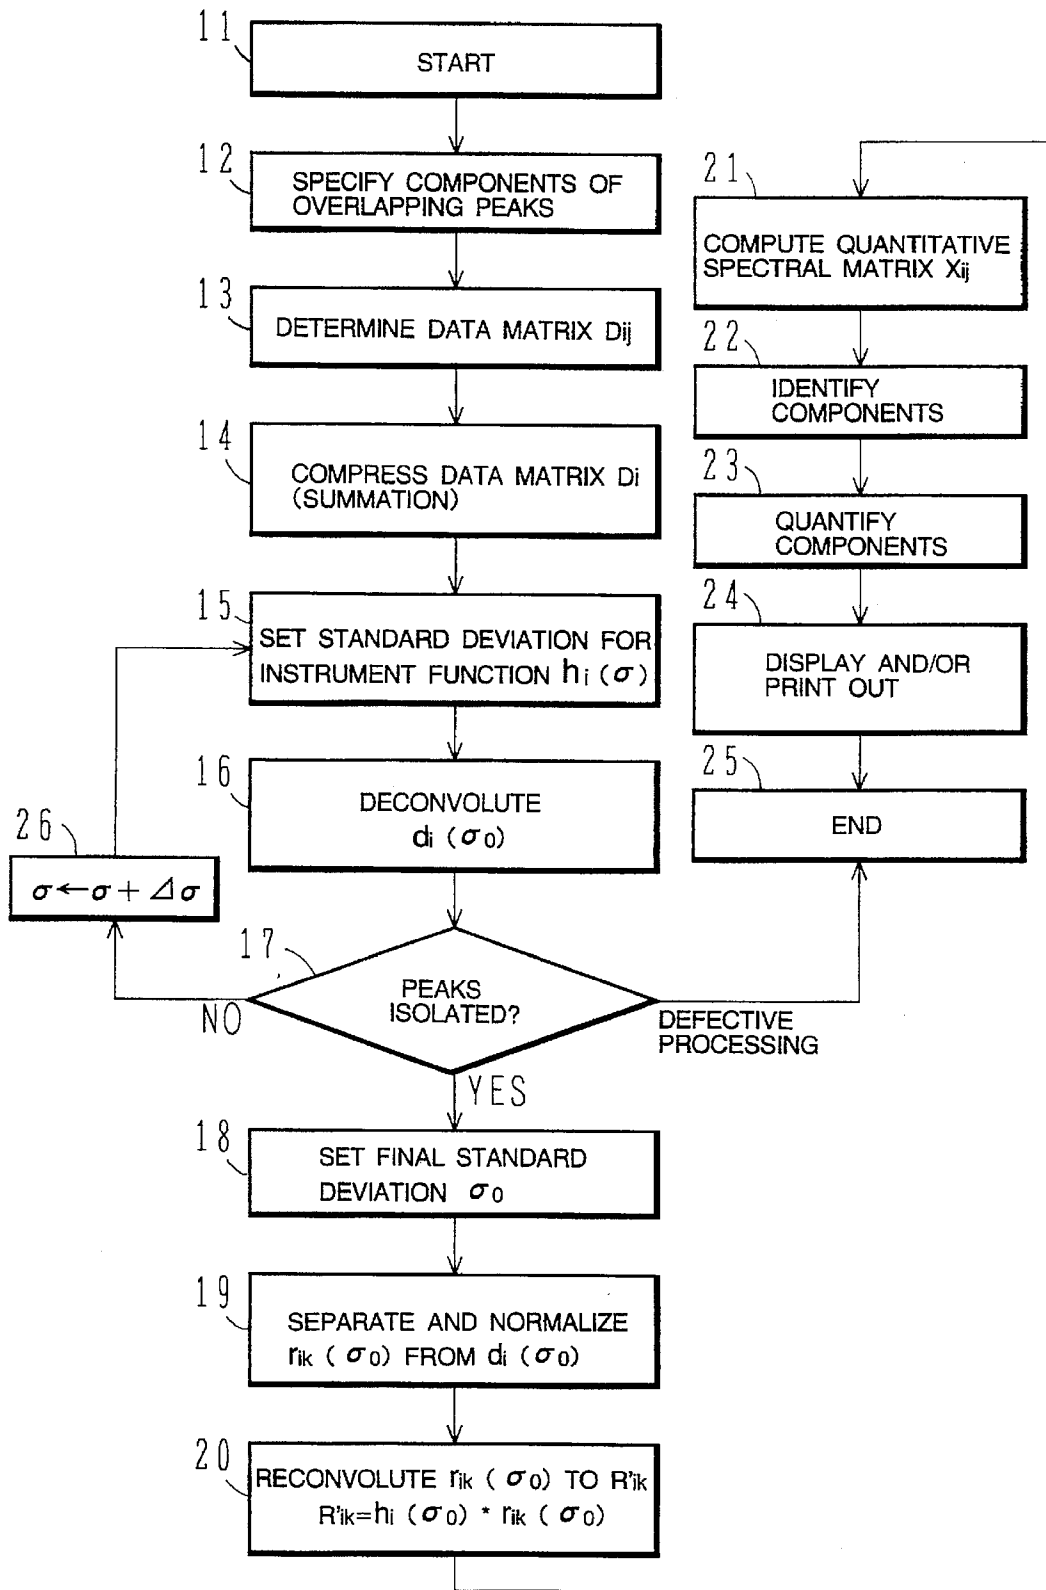 11
START
12
SPECIFY COMPONENTS OF
OVERLAPPING PEAKS
13
DETERMINE DATA MATRIX Dij
14
COMPRESS DATA MATRIX Di
(SUMMATION)
15
SET STANDARD DEVIATION FOR
INSTRUMENT FUNCTION hi (σ)
16
DECONVOLUTE
di (σ0)
26
σ←σ + Δσ
17
PEAKS
ISOLATED?
NO
DEFECTIVE
PROCESSING
YES
18
SET FINAL STANDARD
DEVIATION σ0
19
SEPARATE AND NORMALIZE
rik (σ0) FROM di (σ0)
20
RECONVOLUTE rik (σ0) TO R'ik
R'ik=hi (σ0) * rik (σ0)
21
COMPUTE QUANTITATIVE
SPECTRAL MATRIX Xij
22
IDENTIFY
COMPONENTS
23
QUANTIFY
COMPONENTS
24
DISPLAY AND/OR
PRINT OUT
25
END